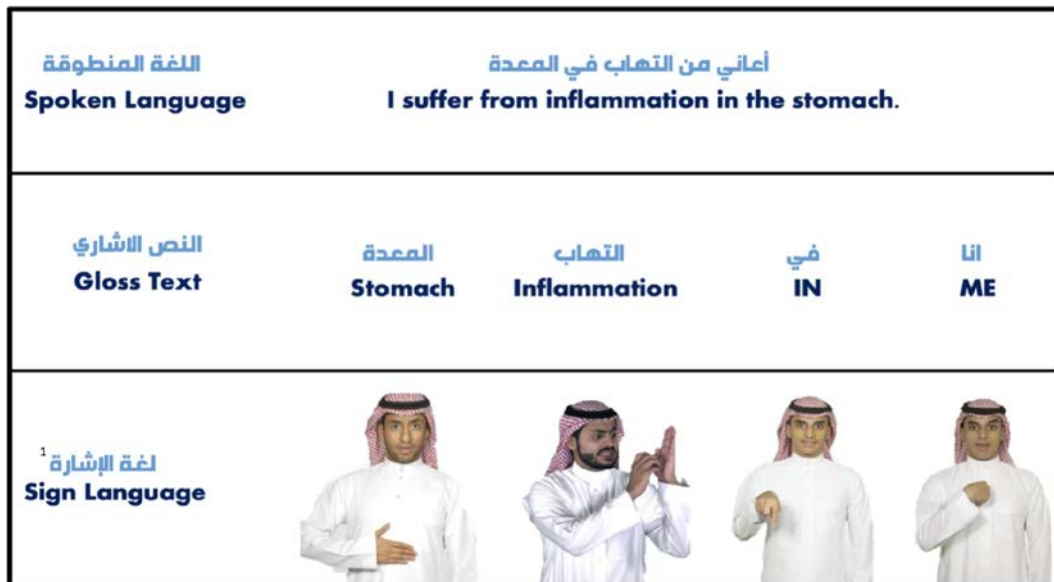 اللغة المنطوقة
Spoken Language
أعاني من التهاب في المعدة
I suffer from inflammation in the stomach.
النص الاشاري
Gloss Text
المعدة
Stomach
التهاب
Inflammation
في
IN
انا
ME
لغة الإشارة 1
Sign Language